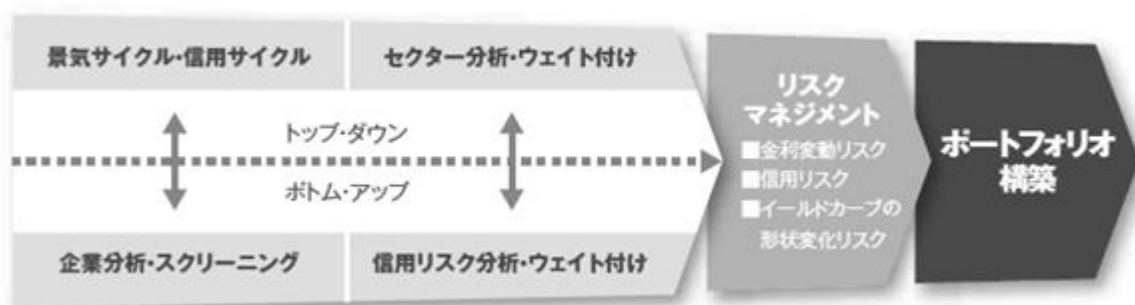 景気サイクル・信用サイクル
セクター分析・ウェイト付け
トップ・ダウン
ボトム・アップ
企業分析・スクリーニング
信用リスク分析・ウェイト付け
リスク
マネジメント
■金利変動リスク
■信用リスク
■イールドカーブの
形状変化リスク
ポートフォリオ
構築